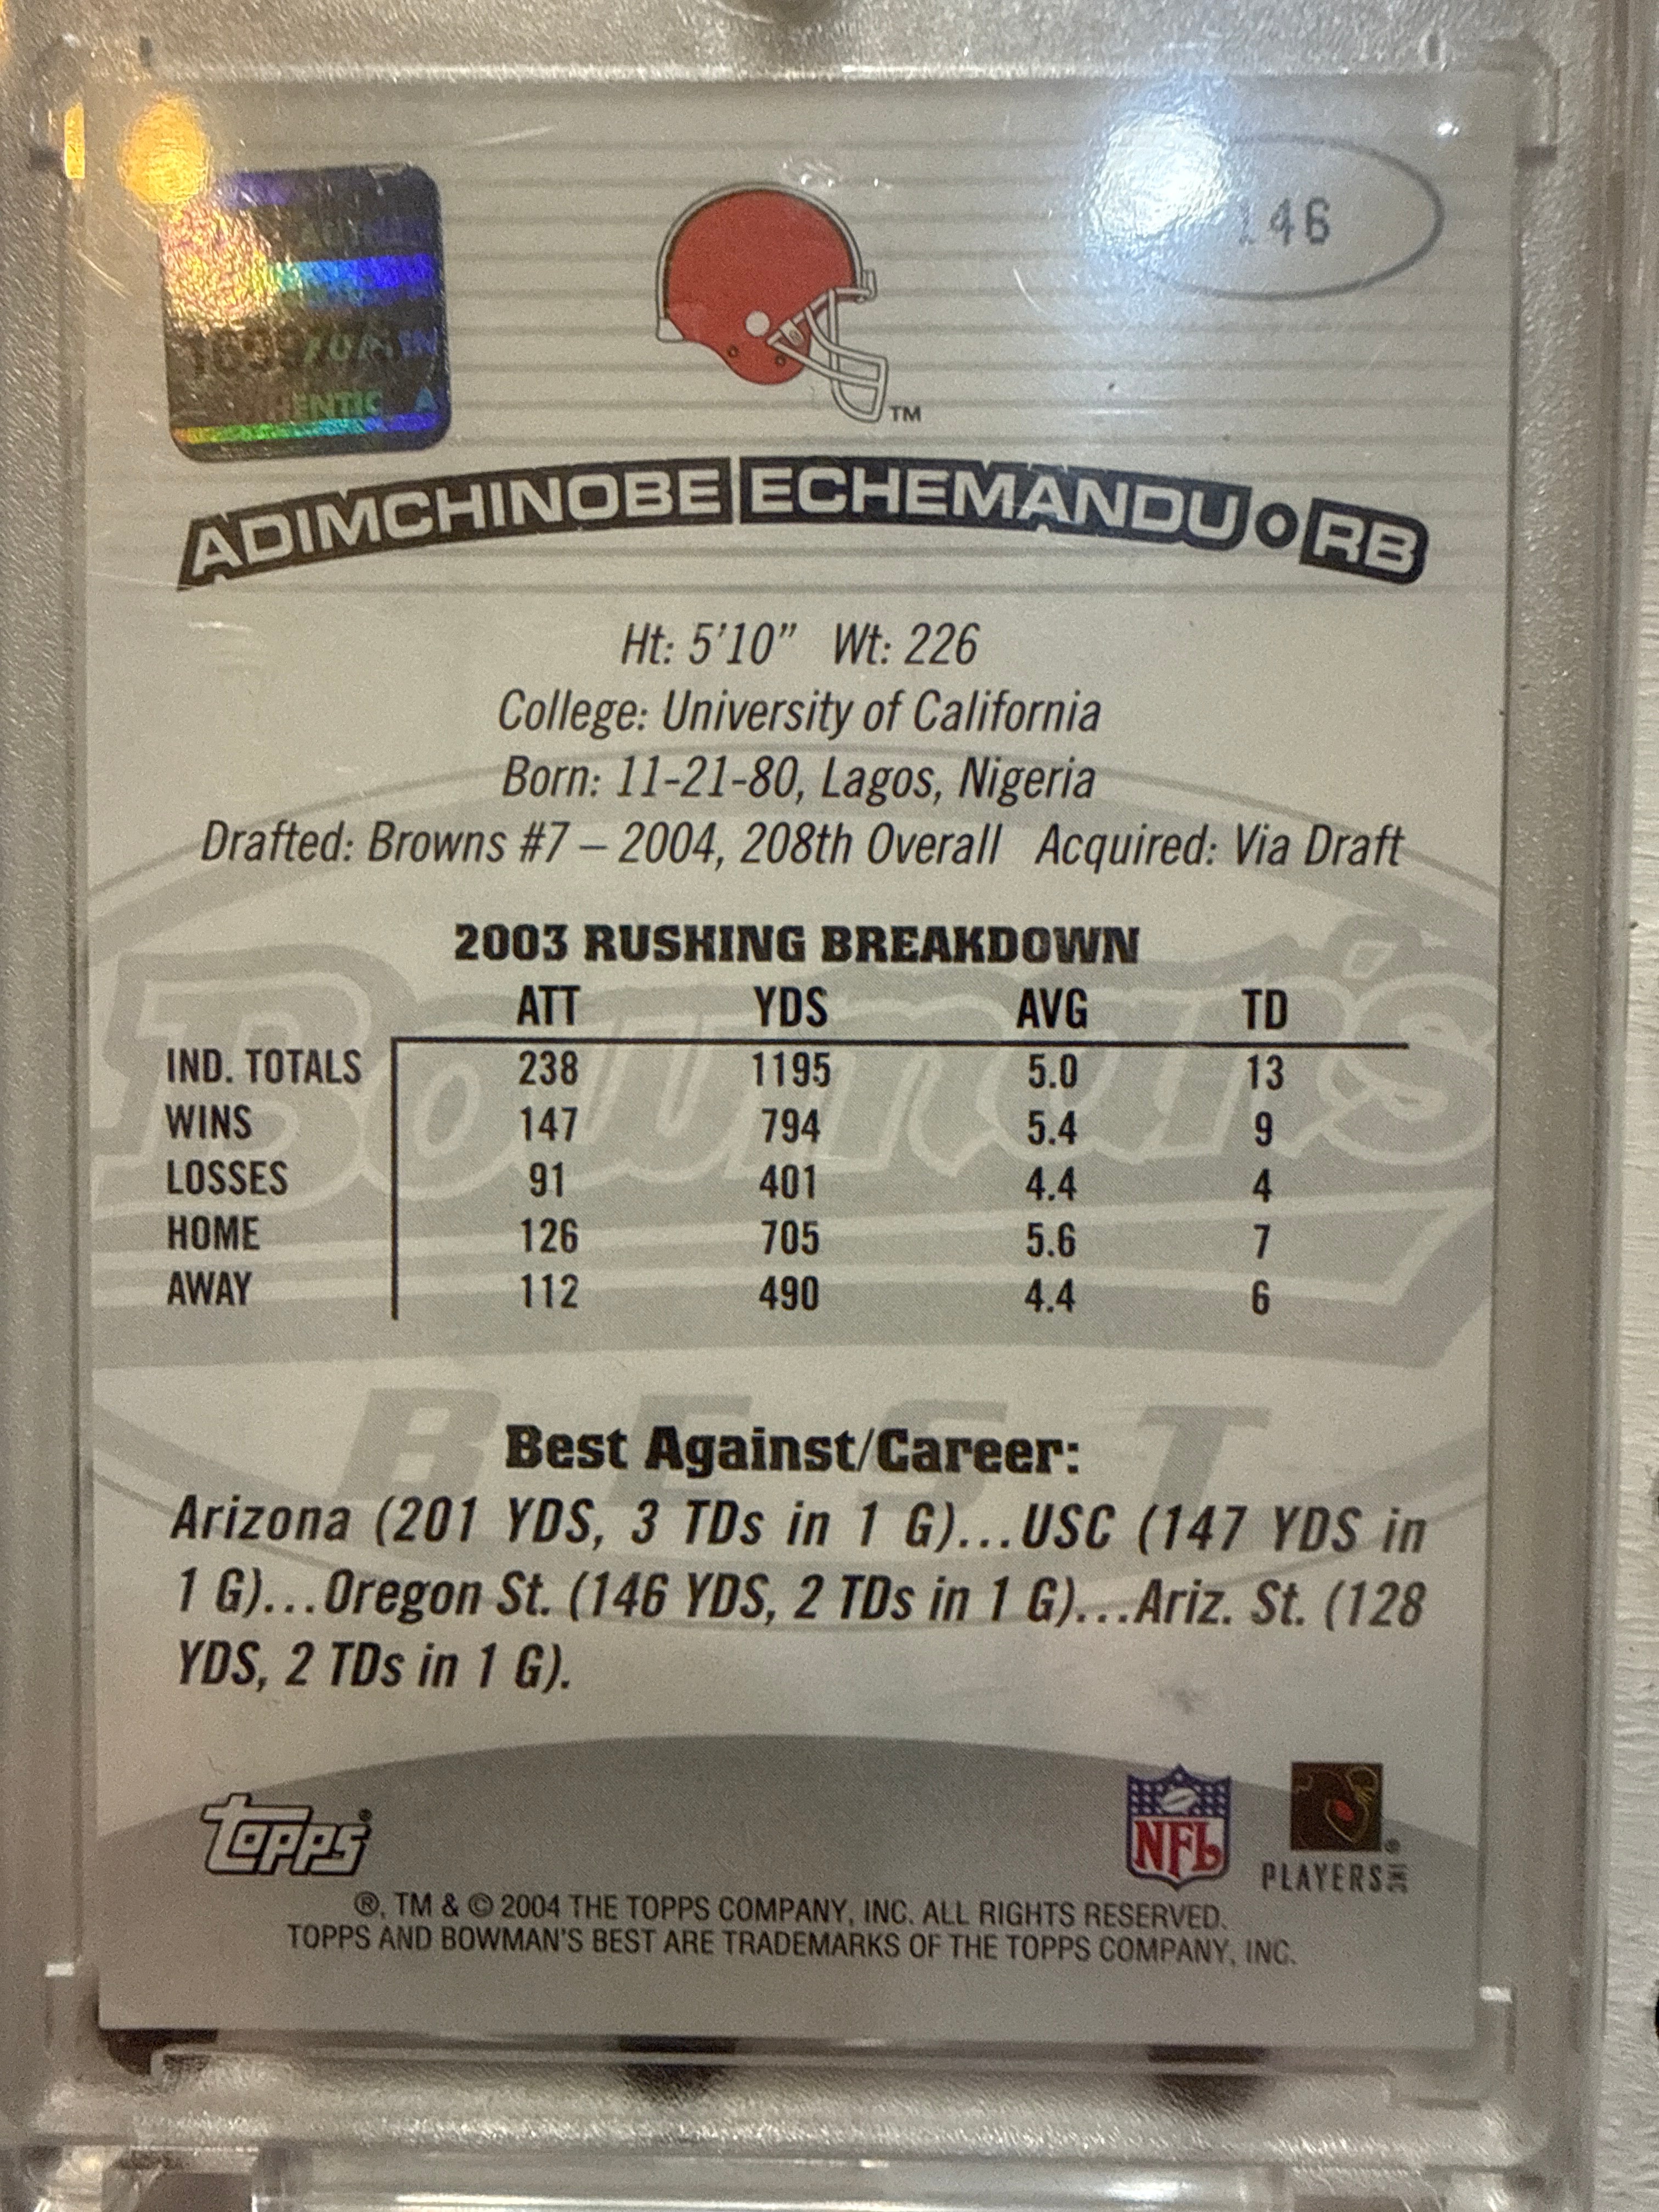 146
TM
ADIMCHINOBE ECHEMANDU • RB
Ht: 5'10" Wt: 226
College: University of California
Born: 11-21-80, Lagos, Nigeria
Drafted: Browns #7 – 2004, 208th Overall Acquired: Via Draft
2003 RUSHING BREAKDOWN
ATT YDS AVG TD
IND. TOTALS 238 1195 5.0 13
WINS 147 794 5.4 9
LOSSES 91 401 4.4 4
HOME 126 705 5.6 7
AWAY 112 490 4.4 6
Bowman's
BEST
Best Against/Career:
Arizona (201 YDS, 3 TDs in 1 G)...USC (147 YDS in
1 G)...Oregon St. (146 YDS, 2 TDs in 1 G)...Ariz. St. (128
YDS, 2 TDs in 1 G).
Topps®
NFL
PLAYERS INC®
®, TM & © 2004 THE TOPPS COMPANY, INC. ALL RIGHTS RESERVED.
TOPPS AND BOWMAN'S BEST ARE TRADEMARKS OF THE TOPPS COMPANY, INC.